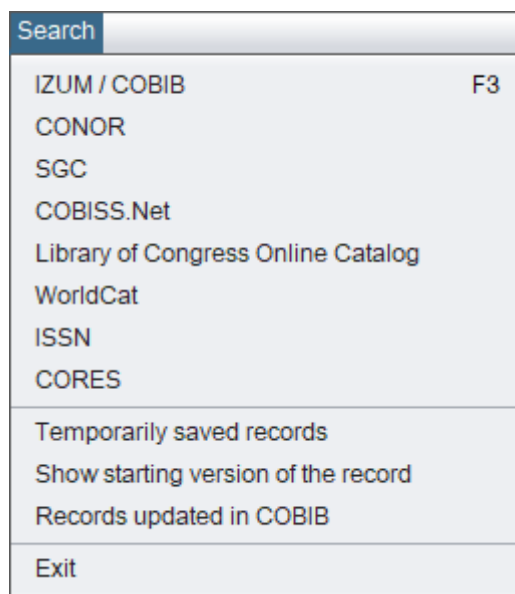 Search
IZUM / COBIB F3
CONOR
SGC
COBISS.Net
Library of Congress Online Catalog
WorldCat
ISSN
CORES
Temporarily saved records
Show starting version of the record
Records updated in COBIB
Exit